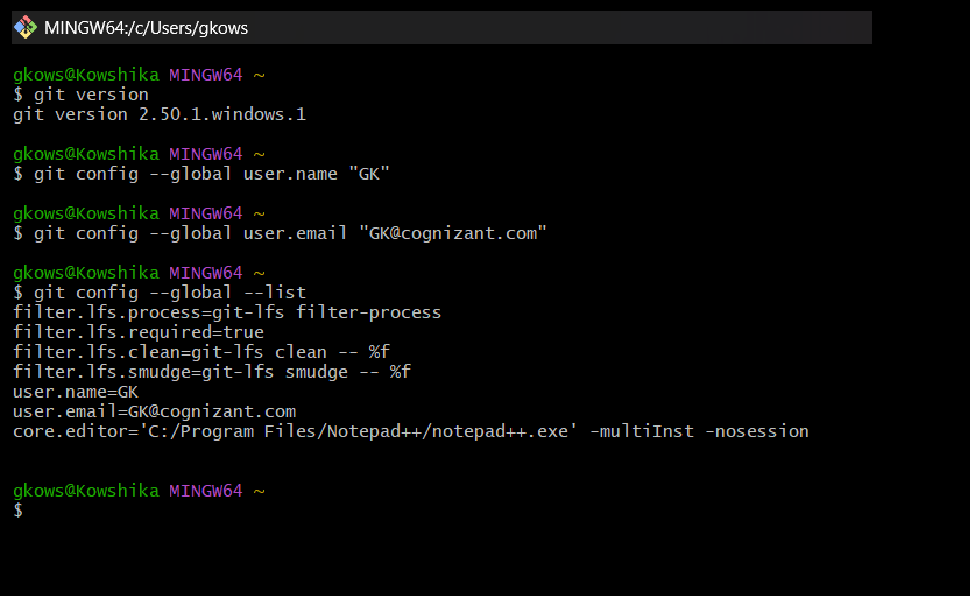 MINGW64:/c/Users/gkows
gkows@Kowshika MINGW64 ~
$ git version
git version 2.50.1.windows.1
gkows@Kowshika MINGW64 ~
$ git config --global user.name "GK"
gkows@Kowshika MINGW64 ~
$ git config --global user.email "GK@cognizant.com"
gkows@Kowshika MINGW64 ~
$ git config --global --list
filter.lfs.process=git-lfs filter-process
filter.lfs.required=true
filter.lfs.clean=git-lfs clean -- %f
filter.lfs.smudge=git-lfs smudge -- %f
user.name=GK
user.email=GK@cognizant.com
core.editor='C:/Program Files/Notepad++/notepad++.exe' -multiInst -nosession
gkows@Kowshika MINGW64 ~
$